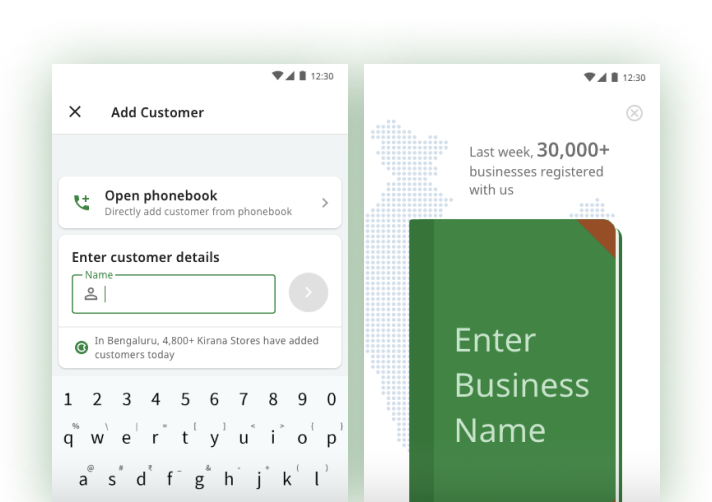 12:30
Add Customer
Open phonebook
Directly add customer from phonebook
Enter customer details
Name
In Bengaluru, 4,800+ Kirana Stores have added
customers today
1 2 3 4 5 6 7 8 9 0
% \ | = [ ] < > { }
q w e r t y u i o p
@ # ₹ _ & - + ( )
a s d f g h j k l
12:30
Last week, 30,000+
businesses registered
with us
Enter
Business
Name